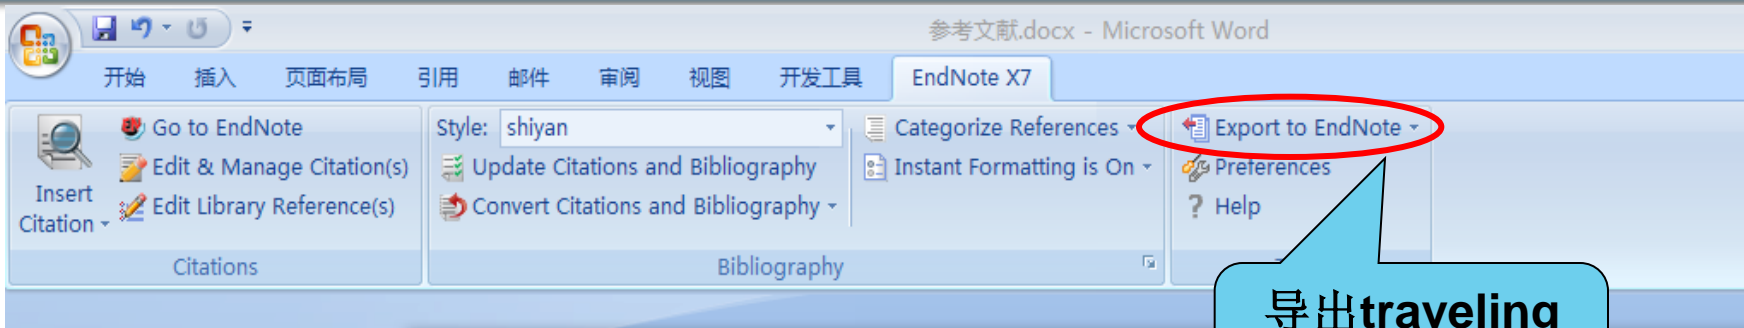 参考文献.docx - Microsoft Word
开始 插入 页面布局 引用 邮件 审阅 视图 开发工具 EndNote X7
Go to EndNote
Edit & Manage Citation(s)
Edit Library Reference(s)
Insert
Citation
Citations
Style: shiyan
Update Citations and Bibliography
Convert Citations and Bibliography
Categorize References
Instant Formatting is On
Bibliography
Export to EndNote
Preferences
? Help
导出traveling